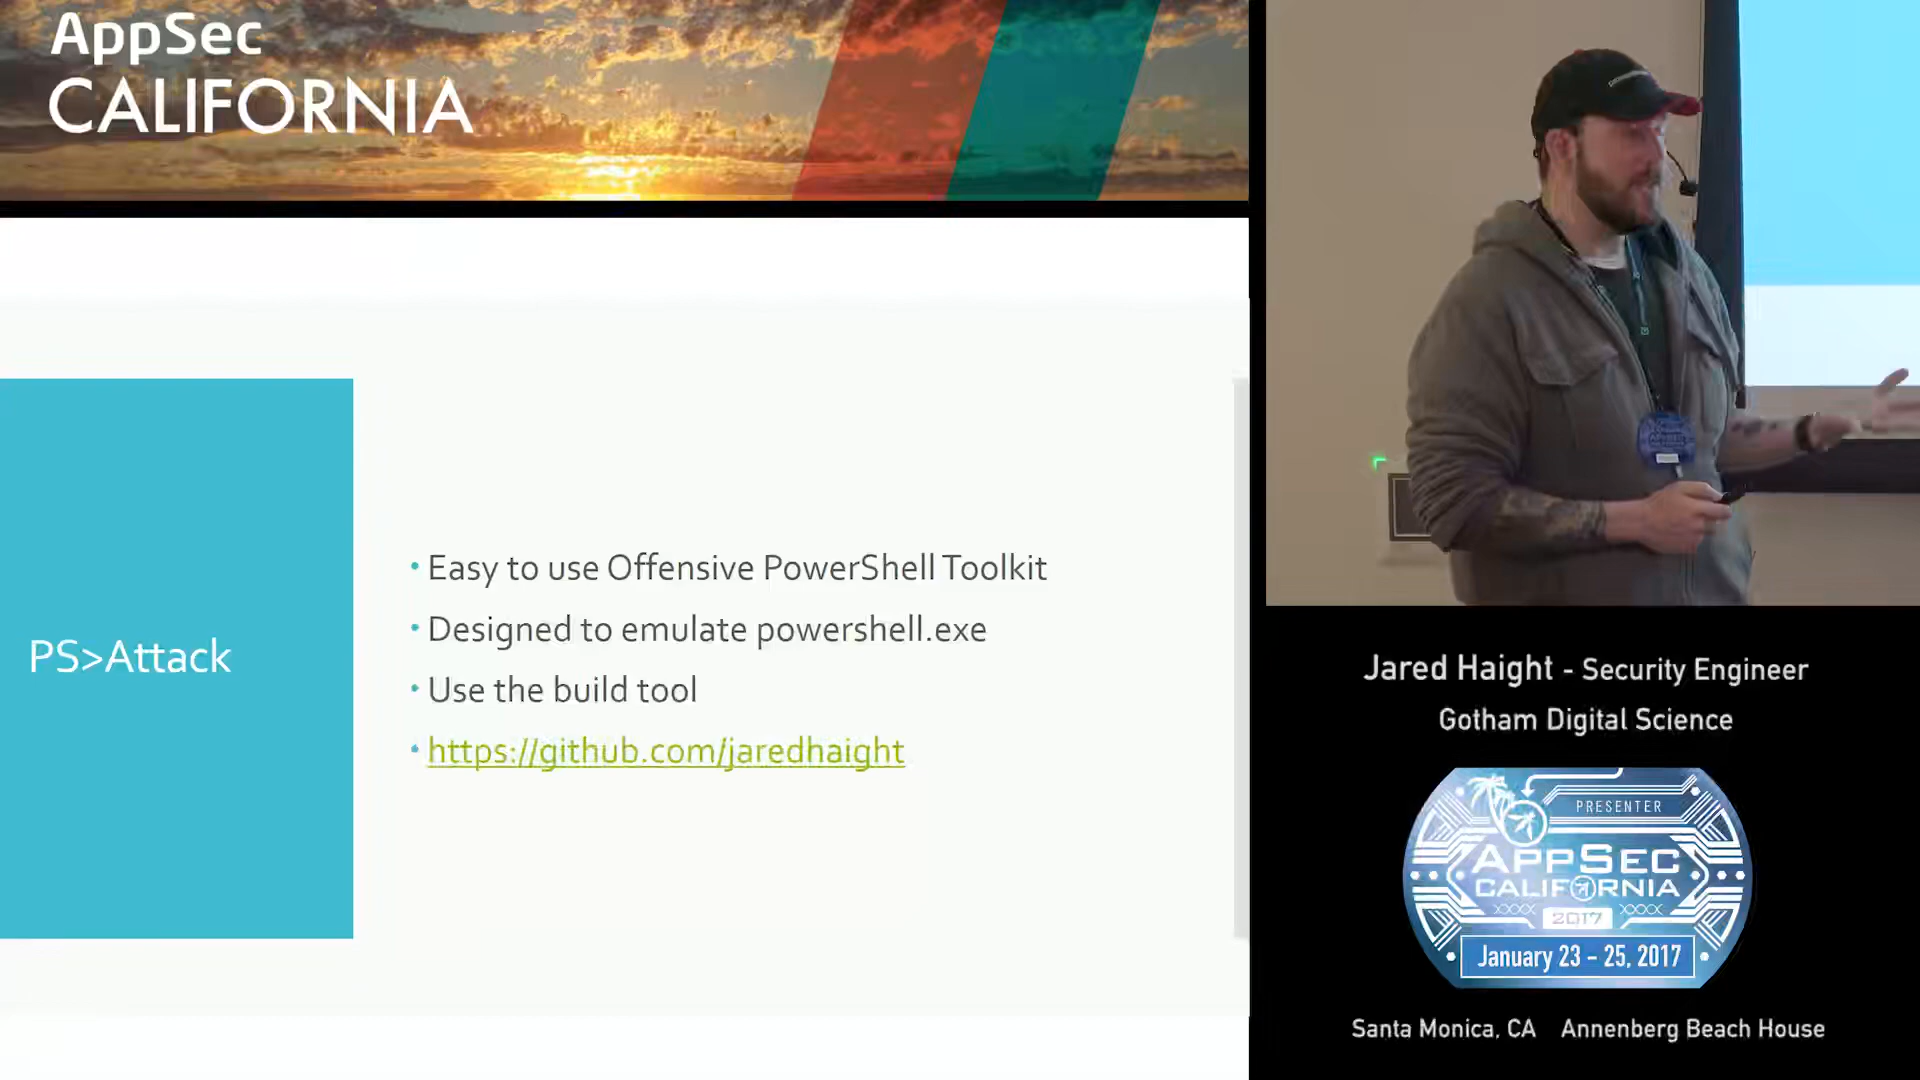 AppSec
CALIFORNIA
PS>Attack
• Easy to use Offensive PowerShell Toolkit
• Designed to emulate powershell.exe
• Use the build tool
• https://github.com/jaredhaight
Jared Haight - Security Engineer
Gotham Digital Science
PRESENTER
APPSEC
CALIFORNIA
2017
January 23 - 25, 2017
Santa Monica, CA Annenberg Beach House